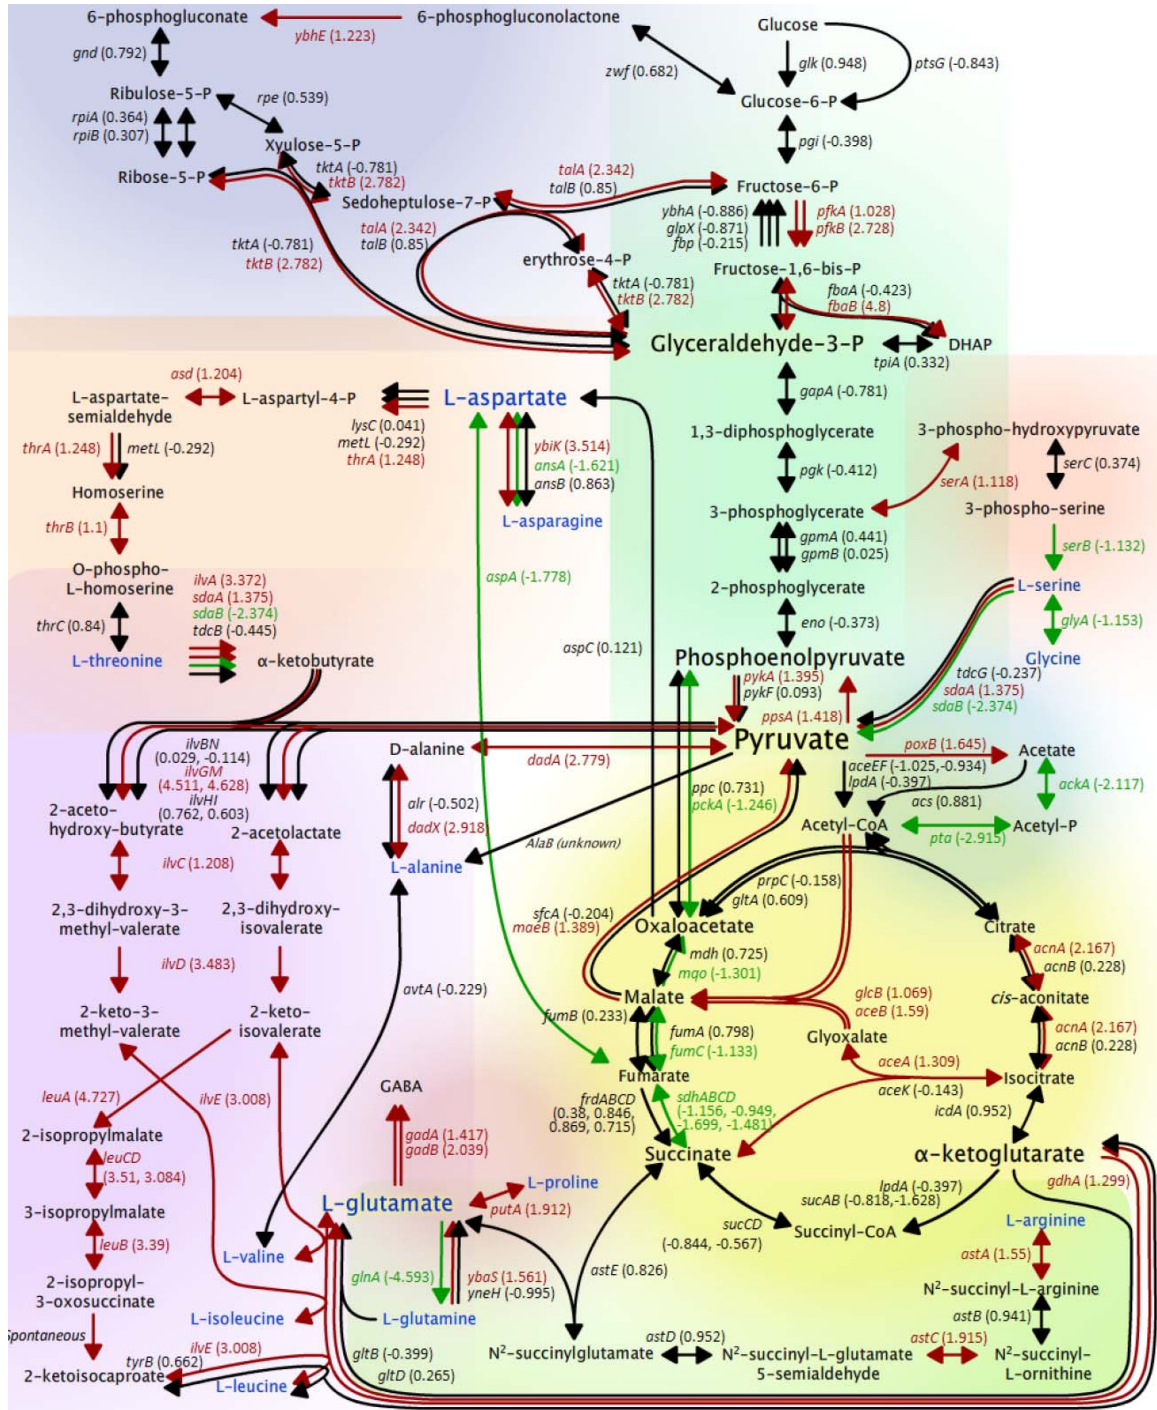 6-phosphogluconate
ybhE (1.223)
6-phosphogluconolactone
Glucose
gnd (0.792)
zwf (0.682)
glk (0.948)
ptsG (-0.843)
Ribulose-5-P
rpe (0.539)
Glucose-6-P
rpiA (0.364)
rpiB (0.307)
Xyulose-5-P
pgi (-0.398)
Ribose-5-P
tktA (-0.781)
tktB (2.782)
talA (2.342)
talB (0.85)
Fructose-6-P
Sedoheptulose-7-P
ybhA (-0.886)
glpX (-0.871)
fbp (-0.215)
pfkA (1.028)
pfkB (2.728)
tktA (-0.781)
tktB (2.782)
talA (2.342)
talB (0.85)
erythrose-4-P
Fructose-1,6-bis-P
tktA (-0.781)
tktB (2.782)
fbaA (-0.423)
fbaB (4.8)
Glyceraldehyde-3-P
DHAP
tpiA (0.332)
asd (1.204)
L-aspartate-
semialdehyde
L-aspartyl-4-P
L-aspartate
gapA (-0.781)
lysC (0.041)
metL (-0.292)
thrA (1.248)
thrA (1.248)
metL (-0.292)
ybiK (3.514)
ansA (-1.621)
ansB (0.863)
1,3-diphosphoglycerate
3-phospho-hydroxypyruvate
serC (0.374)
pgk (-0.412)
serA (1.118)
Homoserine
L-asparagine
3-phosphoglycerate
3-phospho-serine
thrB (1.1)
gpmA (0.441)
gpmB (0.025)
serB (-1.132)
O-phospho-
L-homoserine
ilvA (3.372)
sdaA (1.375)
sdaB (-2.374)
tdcB (-0.445)
aspA (-1.778)
2-phosphoglycerate
L-serine
thrC (0.84)
eno (-0.373)
glyA (-1.153)
L-threonine
α-ketobutyrate
aspC (0.121)
Phosphoenolpyruvate
Glycine
pykA (1.395)
pykF (0.093)
tdcG (-0.237)
sdaA (1.375)
sdaB (-2.374)
ppsA (1.418)
Pyruvate
ilvBN
(0.029, -0.114)
ilvGM
(4.511, 4.628)
ilvHI
(0.762, 0.603)
D-alanine
dadA (2.779)
poxB (1.645)
Acetate
aceEF (-1.025, -0.934)
lpdA (-0.397)
acs (0.881)
ackA (-2.117)
ppc (0.731)
pckA (-1.246)
alr (-0.502)
dadX (2.918)
2-aceto-
hydroxy-butyrate
2-acetolactate
Acetyl-CoA
pta (-2.915)
Acetyl-P
AlaB (unknown)
L-alanine
ilvC (1.208)
prpC (-0.158)
gltA (0.609)
2,3-dihydroxy-3-
methyl-valerate
2,3-dihydroxy-
isovalerate
sfcA (-0.204)
maeB (1.389)
Oxaloacetate
Citrate
mdh (0.725)
mqo (-1.301)
acnA (2.167)
acnB (0.228)
ilvD (3.483)
avtA (-0.229)
Malate
cis-aconitate
glcB (1.069)
aceB (1.59)
2-keto-3-
methyl-valerate
2-keto-
isovalerate
fumB (0.233)
fumA (0.798)
fumC (-1.133)
Glyoxalate
acnA (2.167)
acnB (0.228)
aceA (1.309)
aceK (-0.143)
Fumarate
Isocitrate
GABA
leuA (4.727)
ilvE (3.008)
frdABCD
(0.38, 0.846,
0.869, 0.715)
sdhABCD
(-1.156, -0.949,
-1.699, -1.481)
icdA (0.952)
gadA (1.417)
gadB (2.039)
2-isopropylmalate
Succinate
α-ketoglutarate
leuCD
(3.51, 3.084)
L-proline
putA (1.912)
lpdA (-0.397)
sucAB (-0.818,-1.628)
gdhA (1.299)
L-glutamate
3-isopropylmalate
sucCD
(-0.844, -0.567)
Succinyl-CoA
L-arginine
leuB (3.39)
L-valine
astA (1.55)
glnA (-4.593)
ybaS (1.561)
yneH (-0.995)
astE (0.826)
2-isopropyl-
3-oxosuccinate
N²-succinyl-L-arginine
L-isoleucine
L-glutamine
astB (0.941)
Spontaneous
tyrB (0.662)
ilvE (3.008)
gltB (-0.399)
gltD (0.265)
astD (0.952)
astC (1.915)
N²-succinylglutamate
N²-succinyl-L-glutamate
5-semialdehyde
N²-succinyl-
L-ornithine
2-ketoisocaproate
L-leucine